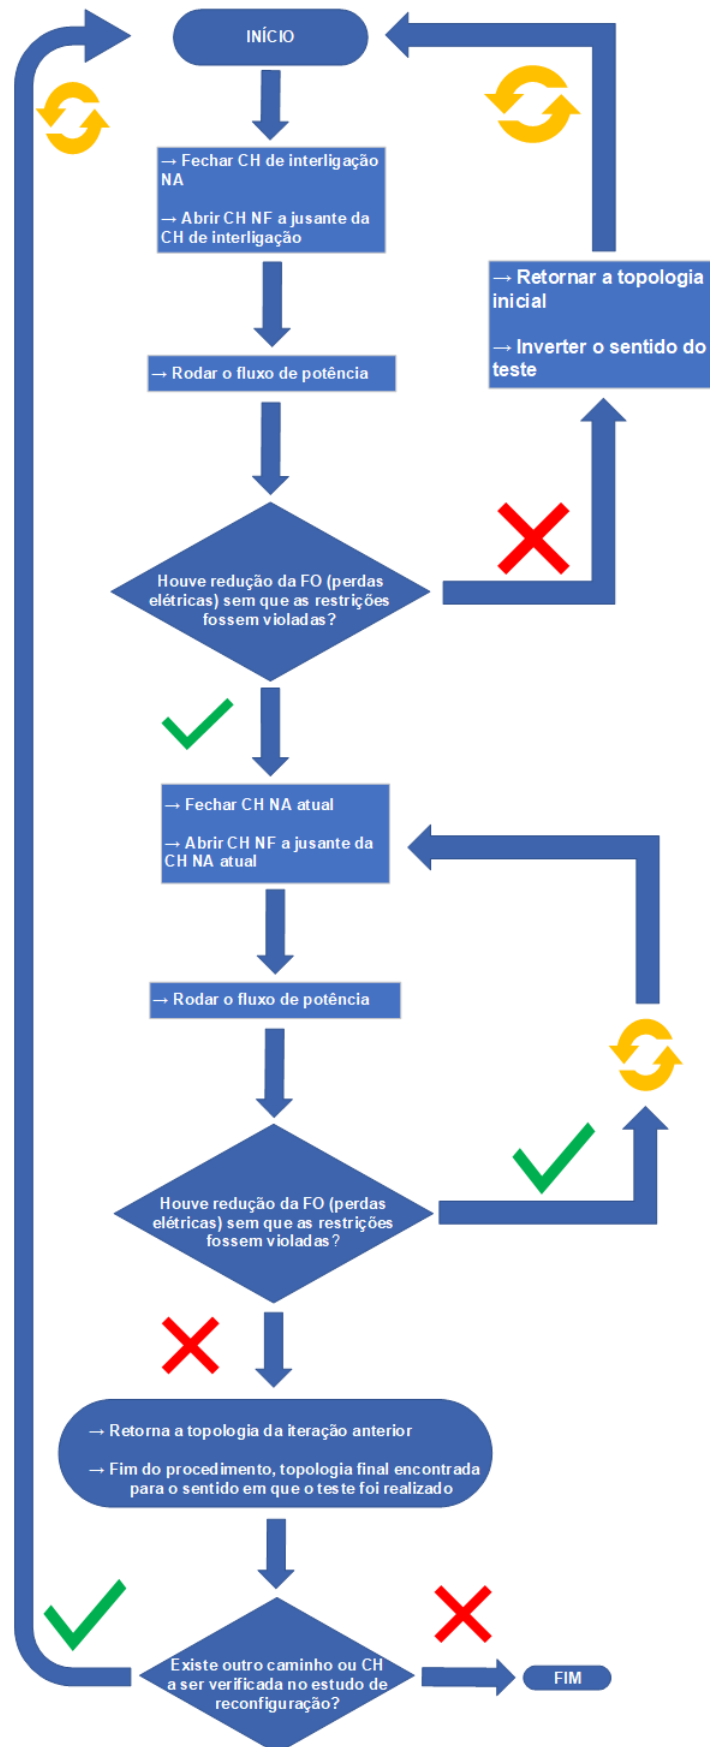 INÍCIO
→ Fechar CH de interligação
NA
→ Abrir CH NF a jusante da
CH de interligação
→ Retornar a topologia
inicial
→ Inverter o sentido do
teste
→ Rodar o fluxo de potência
Houve redução da FO (perdas
elétricas) sem que as restrições
fossem violadas?
→ Fechar CH NA atual
→ Abrir CH NF a jusante da
CH NA atual
→ Rodar o fluxo de potência
Houve redução da FO (perdas
elétricas) sem que as restrições
fossem violadas?
→ Retorna a topologia da iteração anterior
→ Fim do procedimento, topologia final encontrada
para o sentido em que o teste foi realizado
Existe outro caminho ou CH
a ser verificada no estudo de
reconfiguração?
FIM